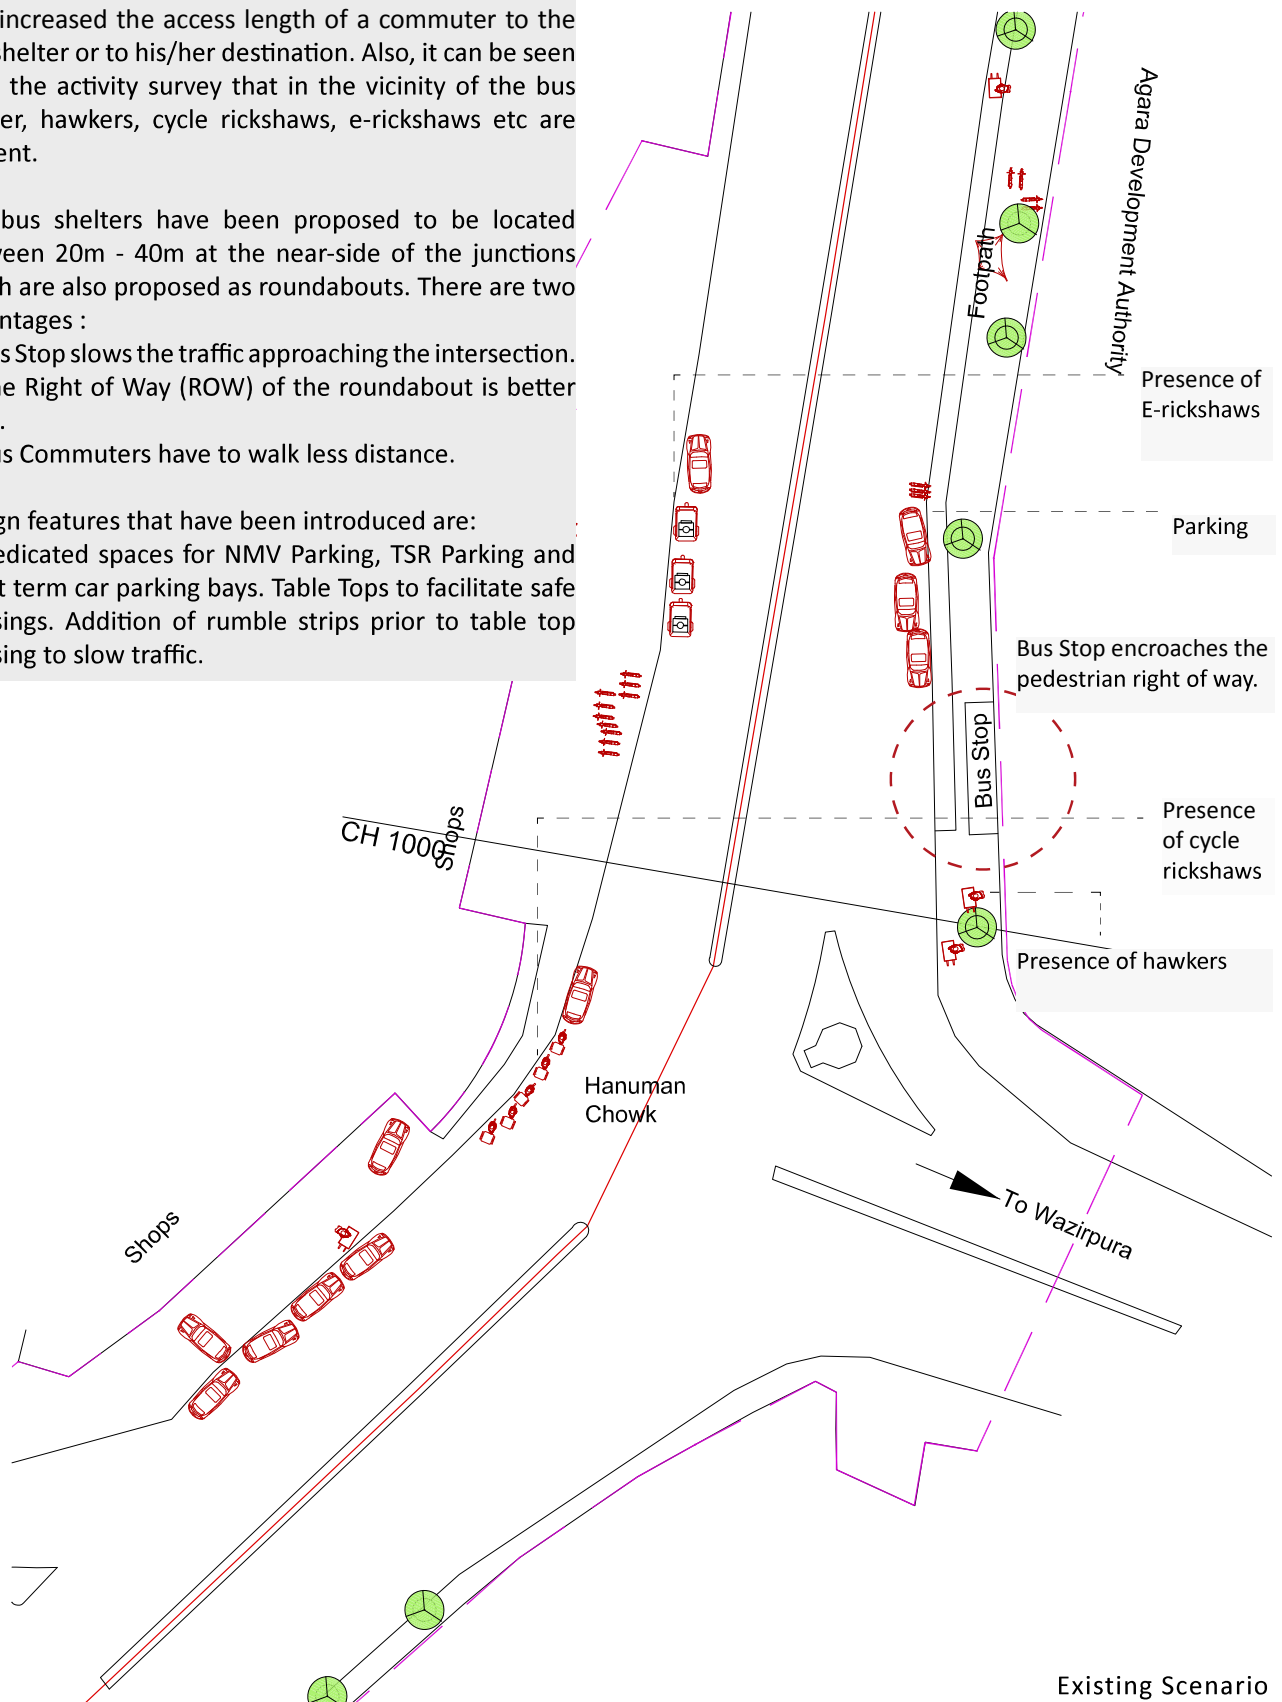 increased the access length of a commuter to the
shelter or to his/her destination. Also, it can be seen
the activity survey that in the vicinity of the bus
er, hawkers, cycle rickshaws, e-rickshaws etc are
ent.
bus shelters have been proposed to be located
ween 20m - 40m at the near-side of the junctions
h are also proposed as roundabouts. There are two
ntages :
s Stop slows the traffic approaching the intersection.
e Right of Way (ROW) of the roundabout is better
.
s Commuters have to walk less distance.
gn features that have been introduced are:
edicated spaces for NMV Parking, TSR Parking and
t term car parking bays. Table Tops to facilitate safe
sings. Addition of rumble strips prior to table top
sing to slow traffic.
Agara Development Authority
Footpath
Presence of
E-rickshaws
Parking
Bus Stop encroaches the
pedestrian right of way.
Bus Stop
Presence
of cycle
rickshaws
CH 1000
Shops
Presence of hawkers
Hanuman
Chowk
To Wazirpura
Shops
Existing Scenario